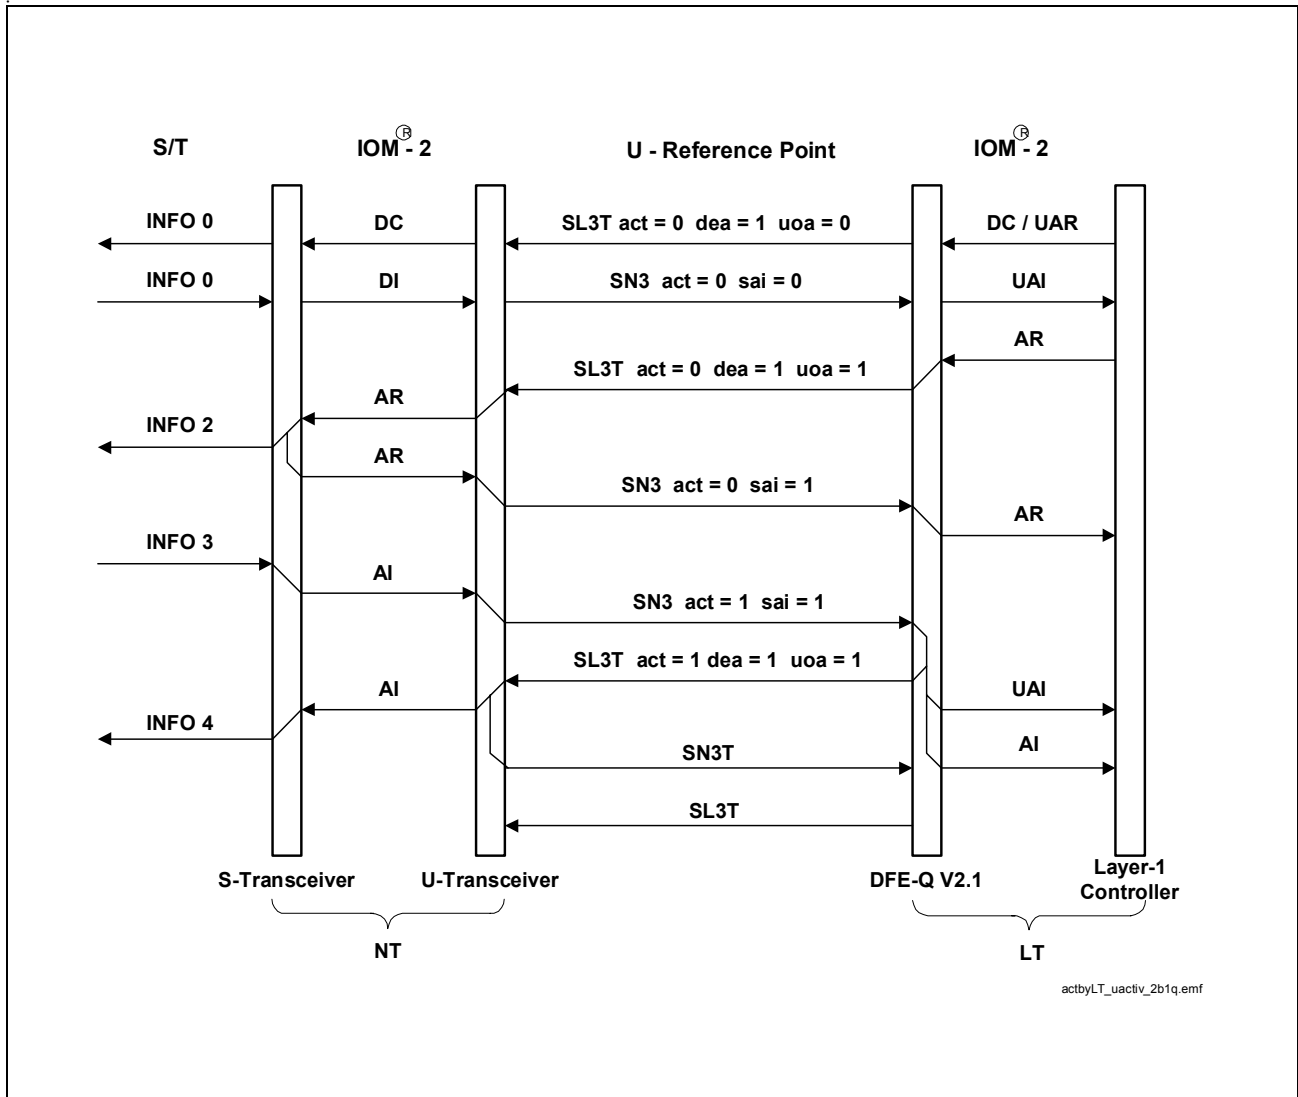 S/T IOM® - 2 U - Reference Point IOM® - 2
INFO 0 DC SL3T act = 0 dea = 1 uoa = 0 DC / UAR
INFO 0 DI SN3 act = 0 sai = 0 UAI
AR
SL3T act = 0 dea = 1 uoa = 1
AR
INFO 2
AR
SN3 act = 0 sai = 1
AR
INFO 3
AI
SN3 act = 1 sai = 1
SL3T act = 1 dea = 1 uoa = 1
AI UAI
INFO 4
SN3T AI
SL3T
S-Transceiver U-Transceiver DFE-Q V2.1 Layer-1 Controller
NT LT
actbyLT_uactiv_2b1q.emf